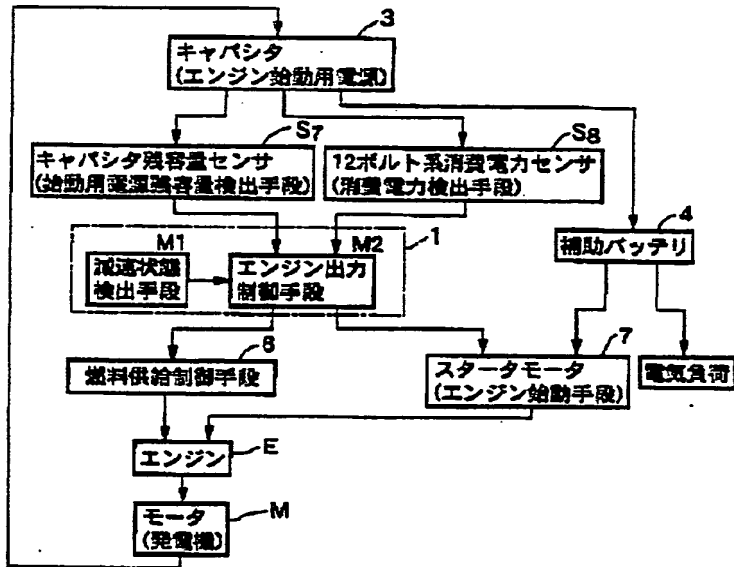 3
キャパシタ
(エンジン始動用電源)
S7
キャパシタ残容量センサ
(始動用電源残容量検出手段)
S8
12ボルト系消費電力センサ
(消費電力検出手段)
1
M1
減速状態
検出手段
M2
エンジン出力
制御手段
4
補助バッテリ
6
燃料供給制御手段
7
スタータモータ
(エンジン始動手段)
電気負荷
E
エンジン
M
モータ
(発電機)